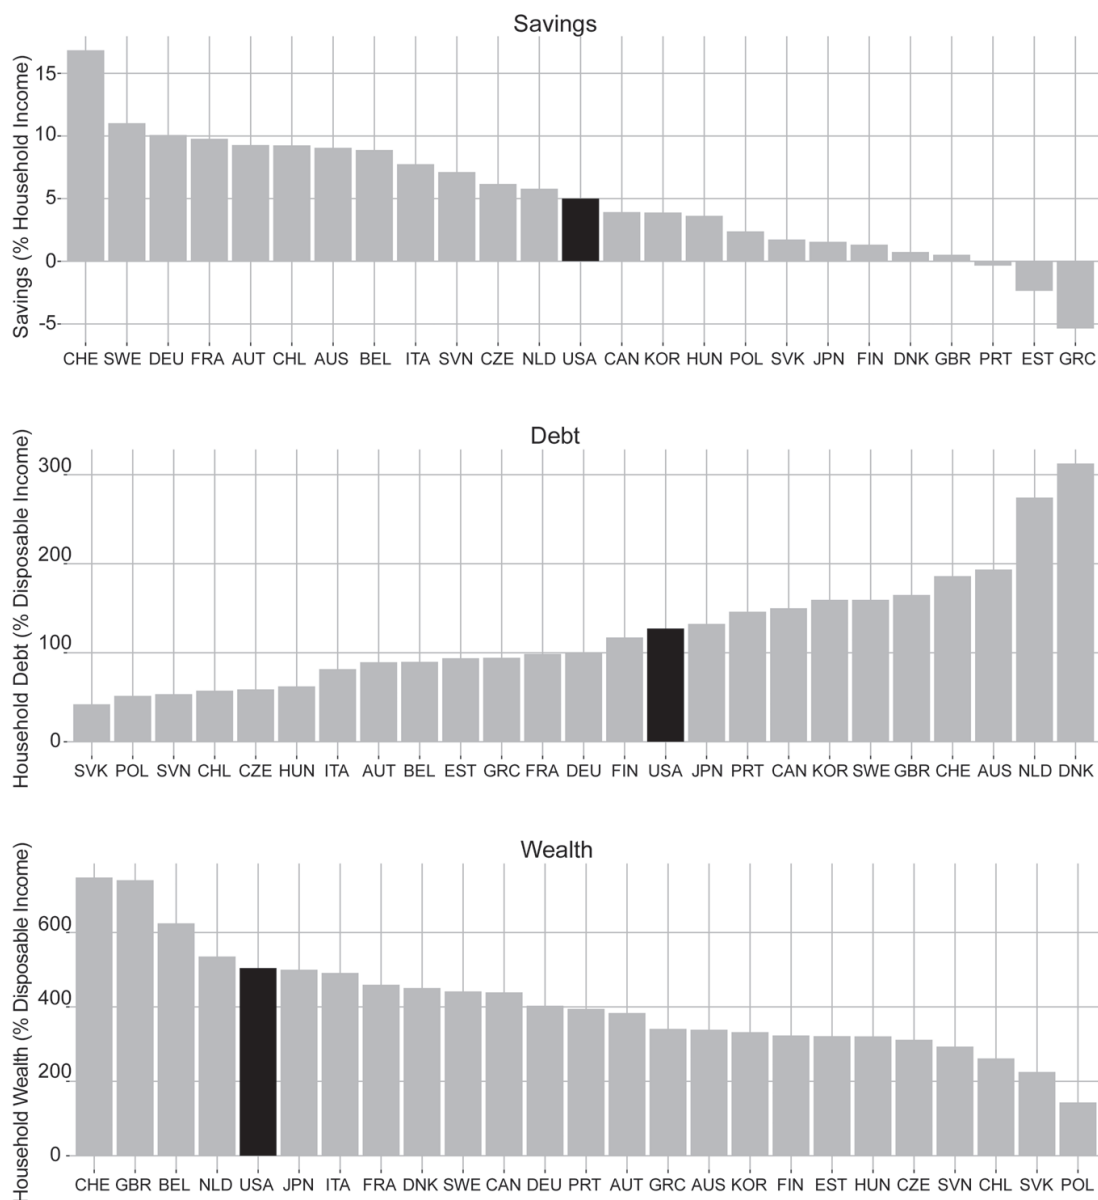 Savings
Savings (% Household Income)
15
10
5
0
-5
CHE SWE DEU FRA AUT CHL AUS BEL ITA SVN CZE NLD USA CAN KOR HUN POL SVK JPN FIN DNK GBR PRT EST GRC
Debt
Household Debt (% Disposable Income)
300
200
100
0
SVK POL SVN CHL CZE HUN ITA AUT BEL EST GRC FRA DEU FIN USA JPN PRT CAN KOR SWE GBR CHE AUS NLD DNK
Wealth
Household Wealth (% Disposable Income)
600
400
200
0
CHE GBR BEL NLD USA JPN ITA FRA DNK SWE CAN DEU PRT AUT GRC AUS KOR FIN EST HUN CZE SVN CHL SVK POL